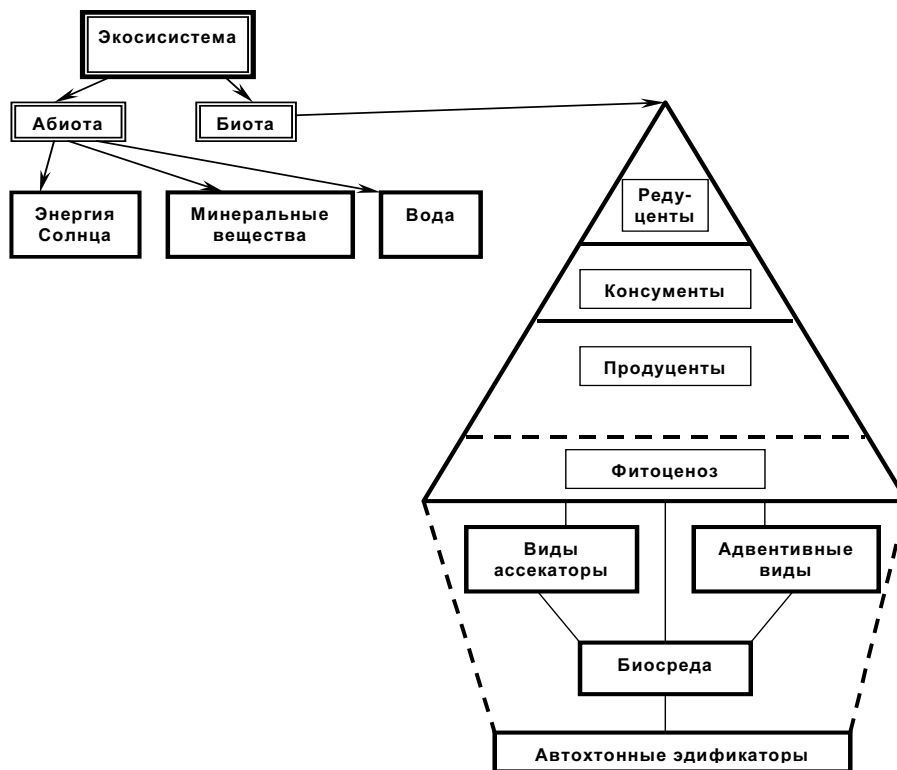 Экосисистема
Абиота
Биота
Энергия
Солнца
Минеральные
вещества
Вода
Реду-
центы
Консументы
Продуценты
Фитоценоз
Виды
ассекаторы
Адвентивные
виды
Биосреда
Автохтонные эдификаторы